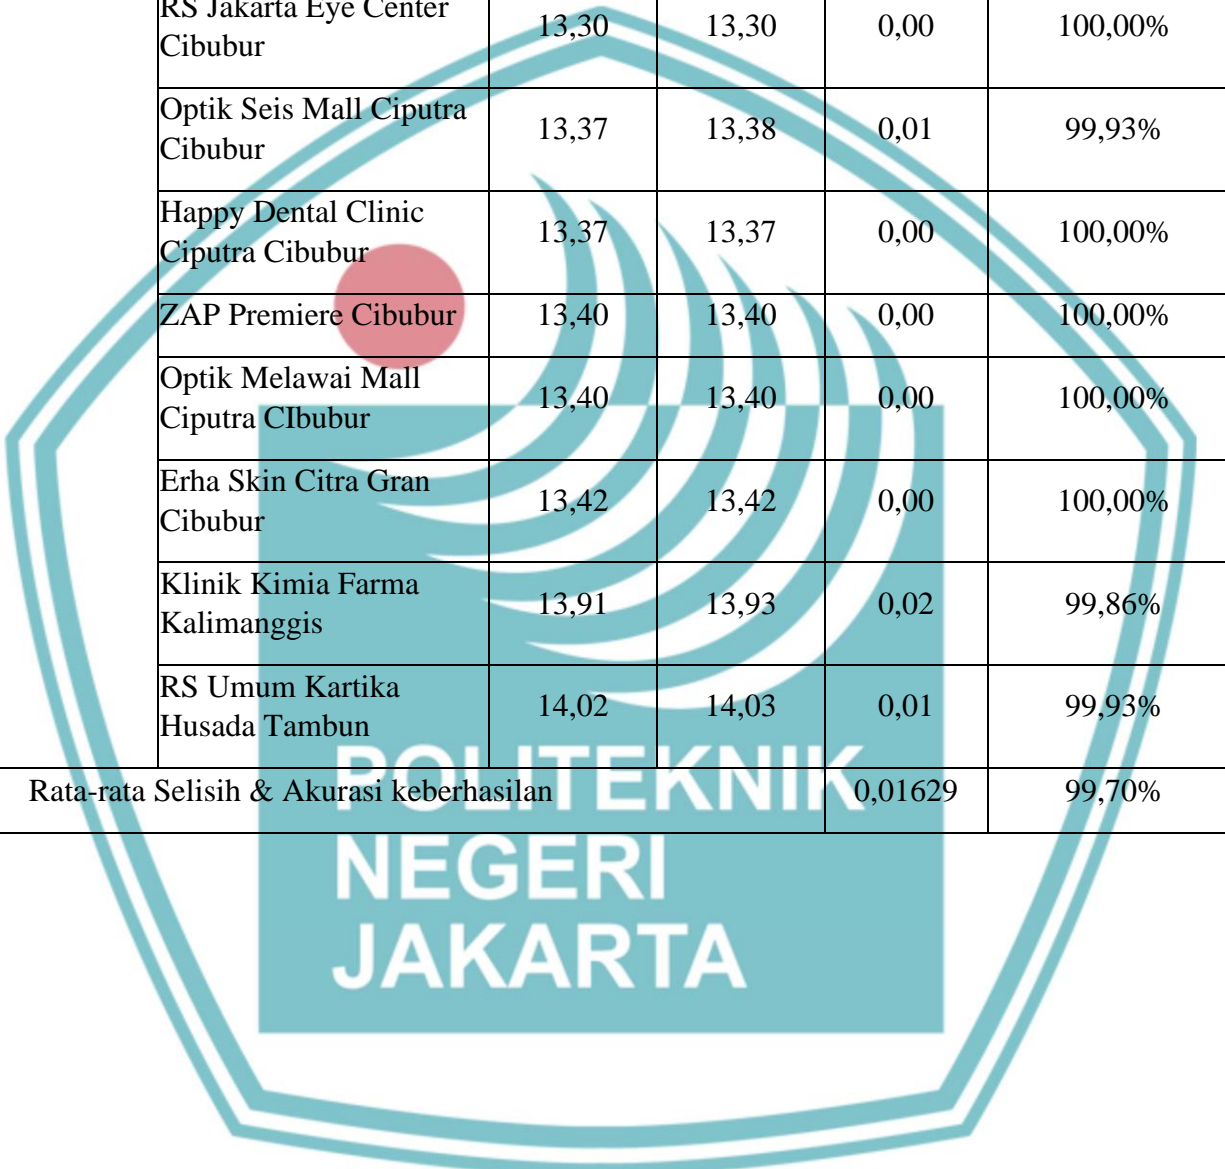 RS Jakarta Eye Center
Cibubur
13,30 13,30 0,00 100,00%
Optik Seis Mall Ciputra
Cibubur
13,37 13,38 0,01 99,93%
Happy Dental Clinic
Ciputra Cibubur
13,37 13,37 0,00 100,00%
ZAP Premiere Cibubur 13,40 13,40 0,00 100,00%
Optik Melawai Mall
Ciputra CIbubur
13,40 13,40 0,00 100,00%
Erha Skin Citra Gran
Cibubur
13,42 13,42 0,00 100,00%
Klinik Kimia Farma
Kalimanggis
13,91 13,93 0,02 99,86%
RS Umum Kartika
Husada Tambun
14,02 14,03 0,01 99,93%
Rata-rata Selisih & Akurasi keberhasilan 0,01629 99,70%
POLITEKNIK
NEGERI
JAKARTA